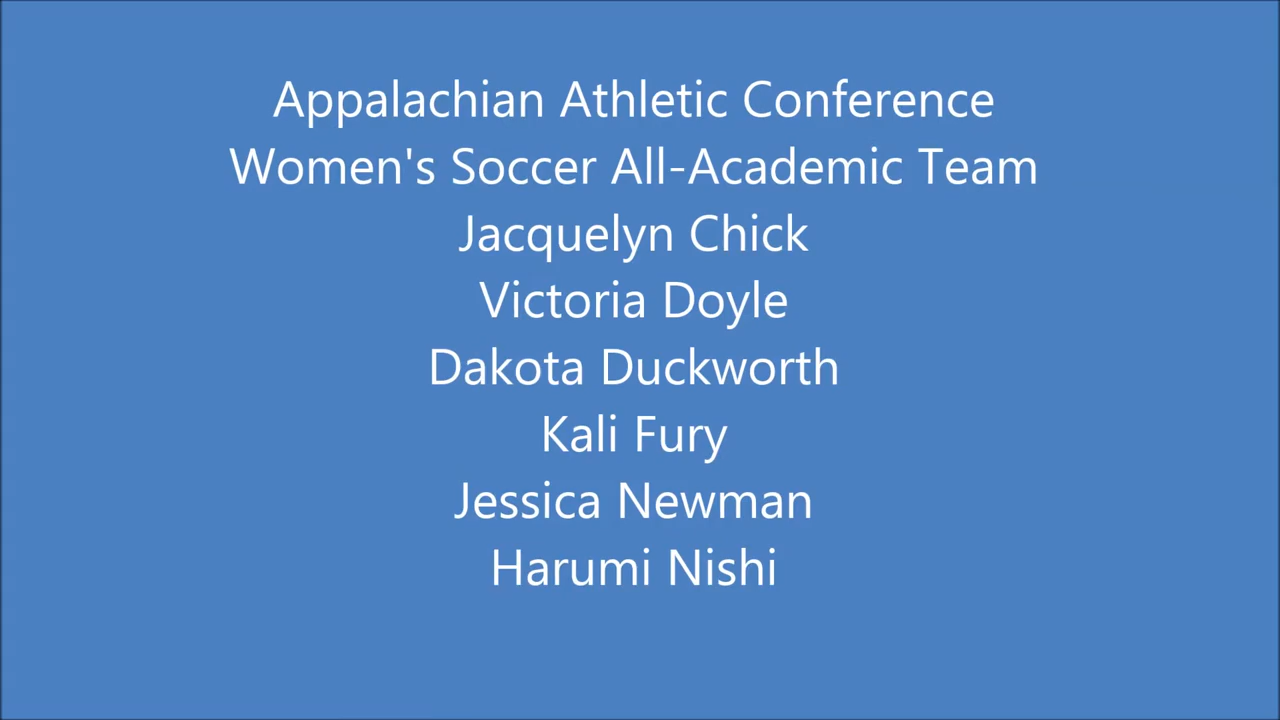 Appalachian Athletic Conference
Women's Soccer All-Academic Team
Jacquelyn Chick
Victoria Doyle
Dakota Duckworth
Kali Fury
Jessica Newman
Harumi Nishi